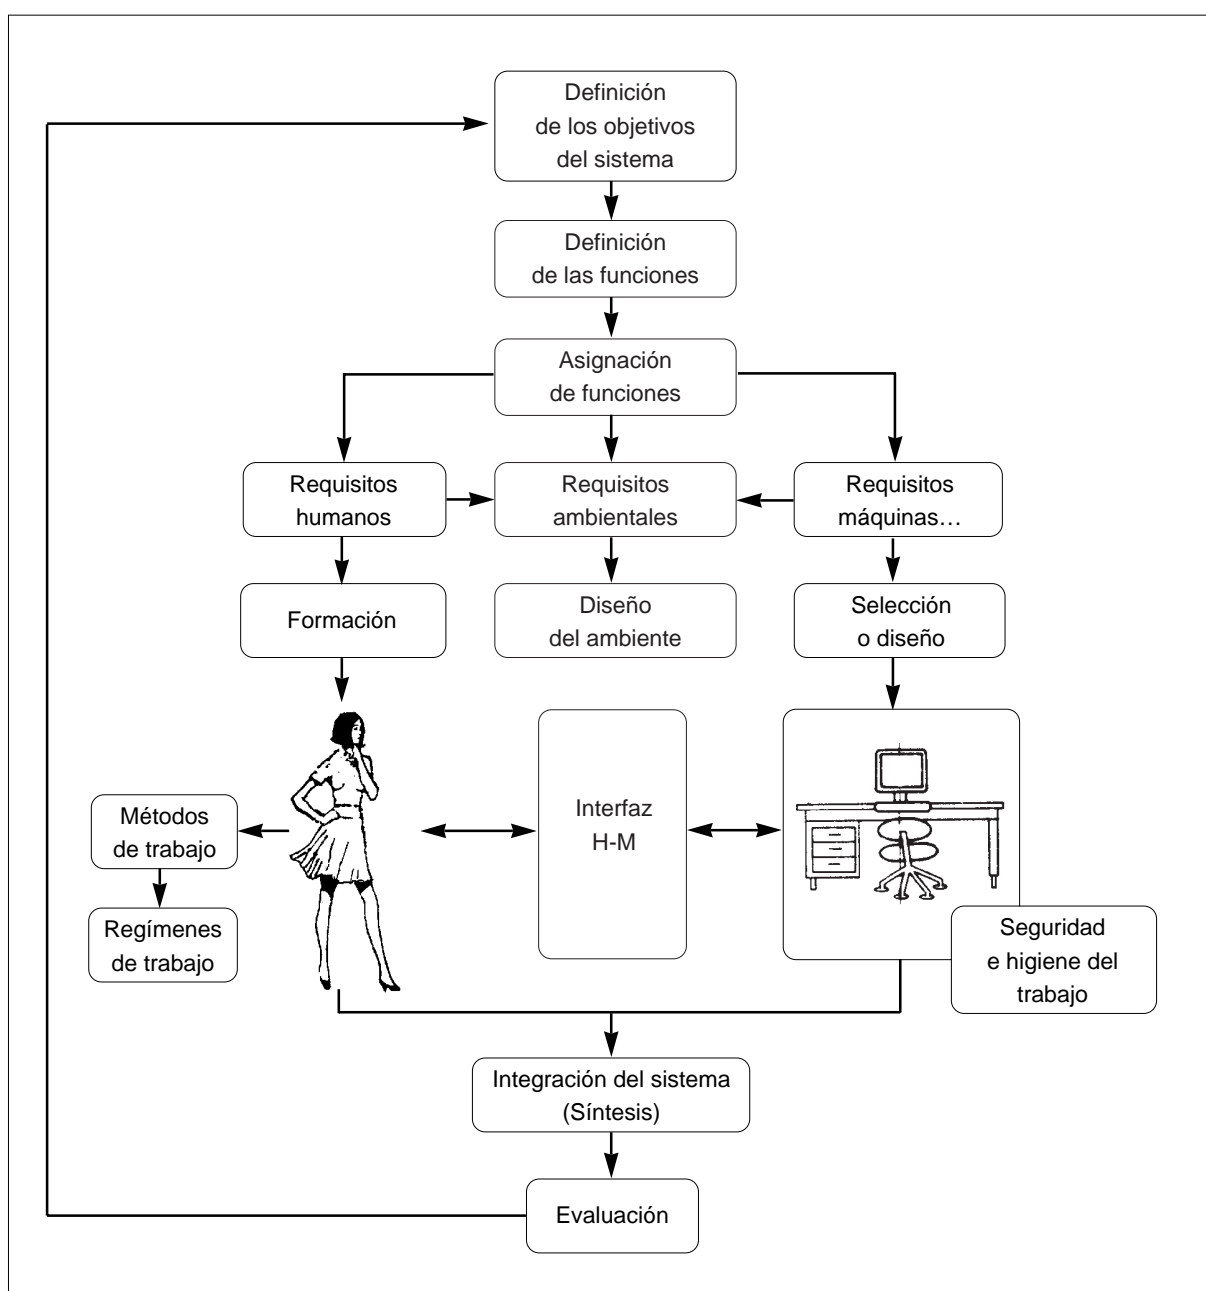 Definición
de los objetivos
del sistema
Definición
de las funciones
Asignación
de funciones
Requisitos
humanos
Requisitos
ambientales
Requisitos
máquinas…
Formación
Diseño
del ambiente
Selección
o diseño
Métodos
de trabajo
Regímenes
de trabajo
Interfaz
H-M
Seguridad
e higiene del
trabajo
Integración del sistema
(Síntesis)
Evaluación